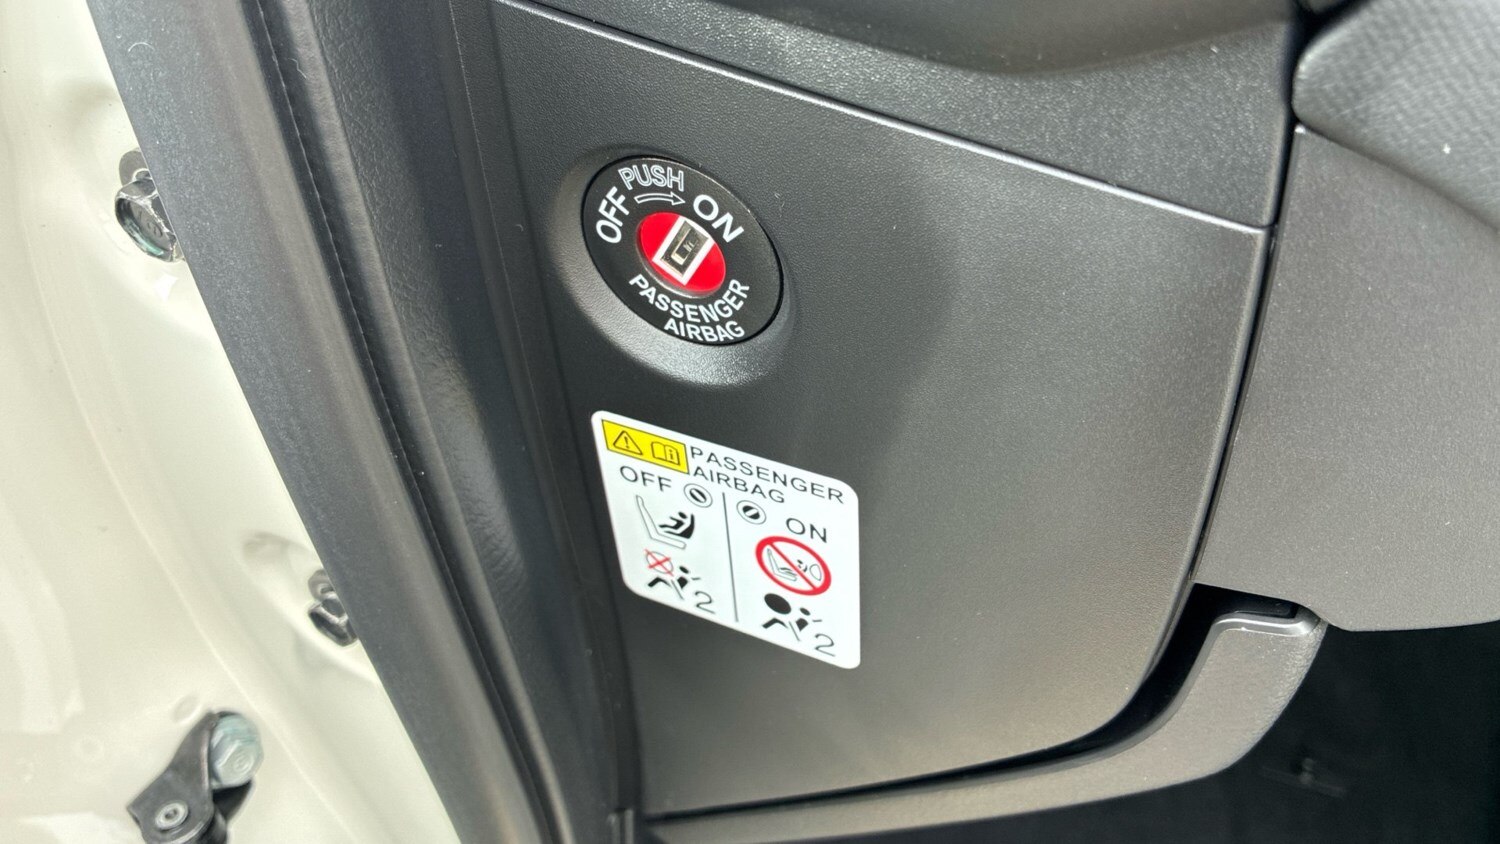 PUSH
OFF ON
PASSENGER
AIRBAG
PASSENGER
AIRBAG
OFF
ON
2
2